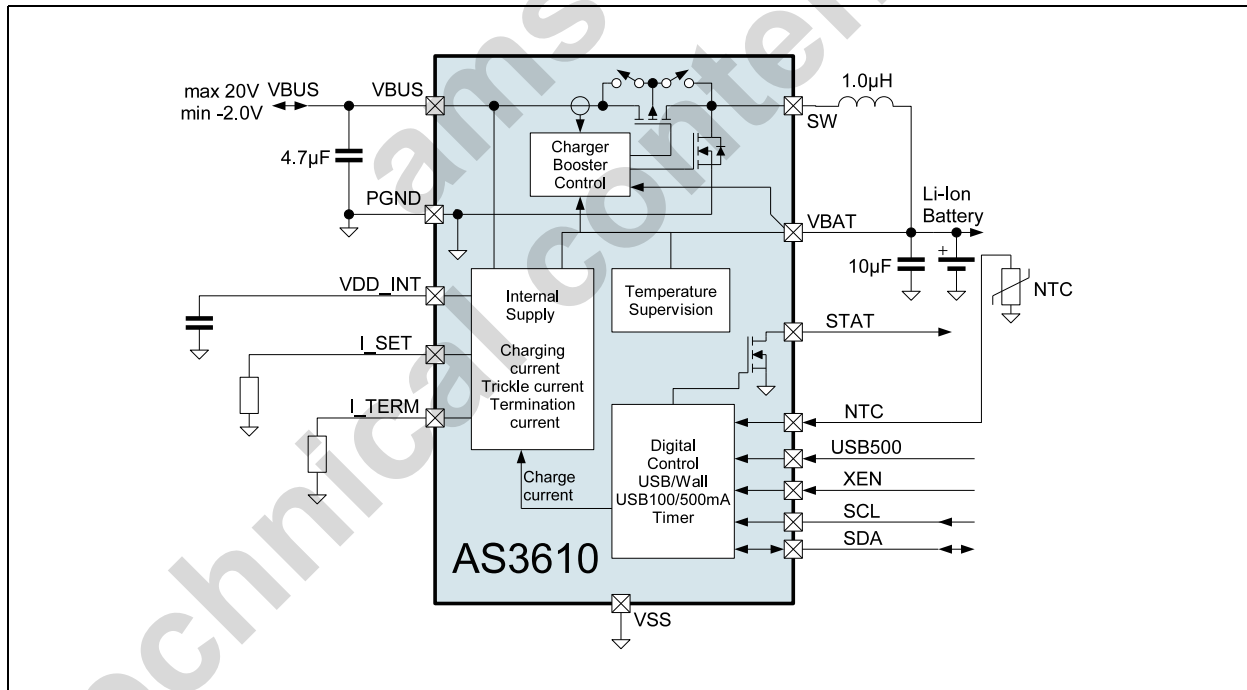 max 20V VBUS
min -2.0V
VBUS
4.7µF
PGND
VDD_INT
I_SET
I_TERM
Charger
Booster
Control
Internal
Supply
Charging
current
Trickle current
Termination
current
Temperature
Supervision
Charge
current
Digital
Control
USB/Wall
USB100/500mA
Timer
AS3610
VSS
1.0µH
SW
Li-Ion
Battery
VBAT
+
10µF
NTC
STAT
NTC
USB500
XEN
SCL
SDA
ams